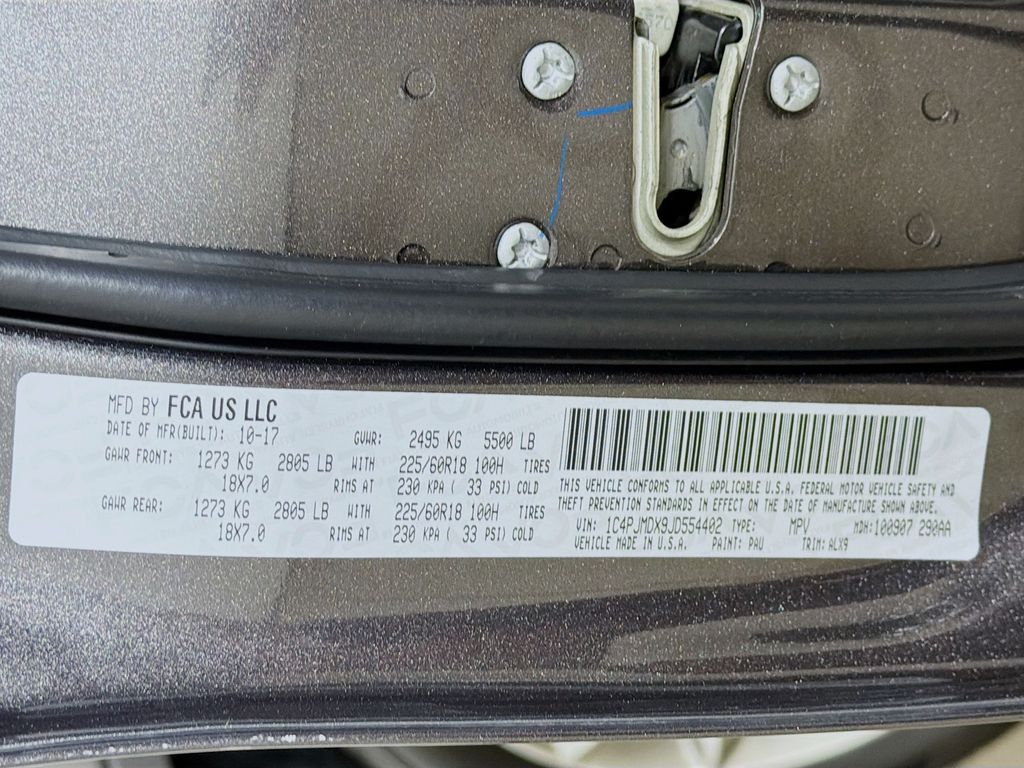 MFD BY FCA US LLC
DATE OF MFR(BUILT): 10-17 GVWR: 2495 KG 5500 LB
GAWR FRONT: 1273 KG 2805 LB WITH 225/60R18 100H TIRES
18X7.0 RIMS AT 230 KPA ( 33 PSI) COLD
GAWR REAR: 1273 KG 2805 LB WITH 225/60R18 100H TIRES
18X7.0 RIMS AT 230 KPA ( 33 PSI) COLD
THIS VEHICLE CONFORMS TO ALL APPLICABLE U.S.A. FEDERAL MOTOR VEHICLE SAFETY AND
THEFT PREVENTION STANDARDS IN EFFECT ON THE DATE OF MANUFACTURE SHOWN ABOVE.
VIN: 1C4PJMDX9JD554402 TYPE: MPV MDH:100907 290AA
VEHICLE MADE IN U.S.A. PAINT: PAU TRIM: ALX9